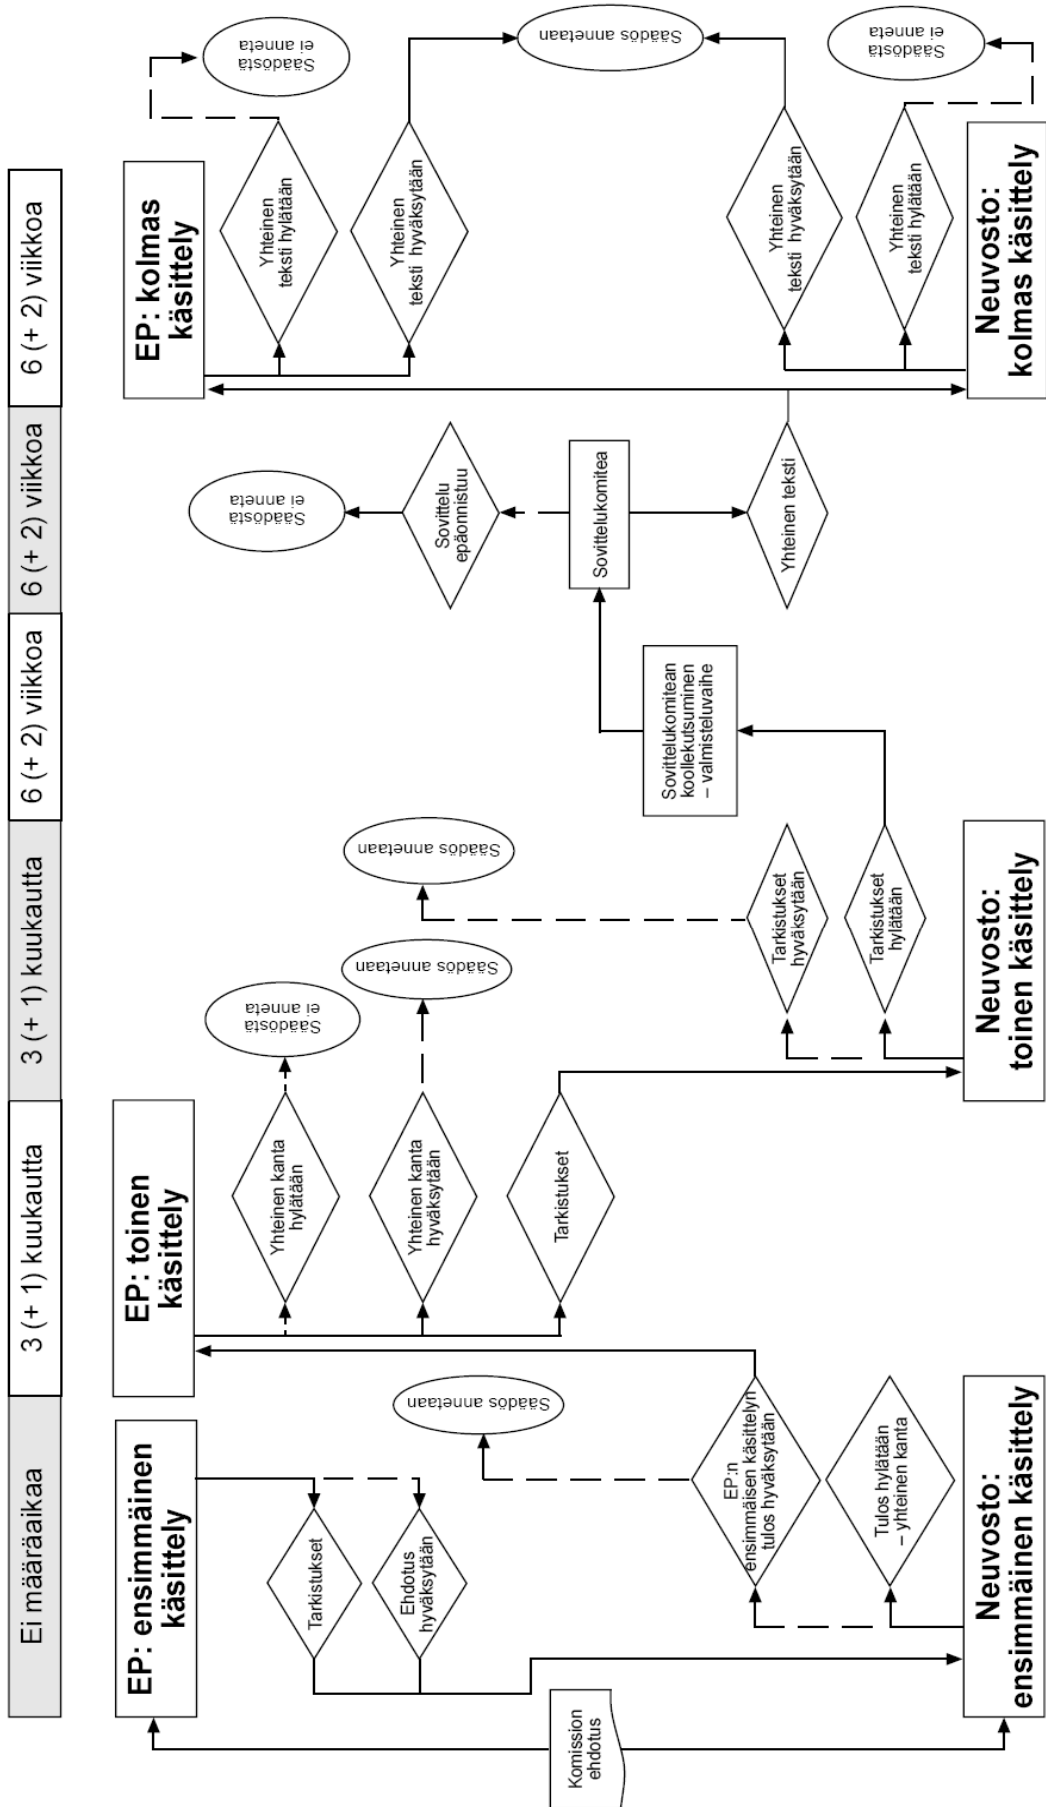 Ei määräaikaa
3 (+ 1) kuukautta
3 (+ 1) kuukautta
6 (+ 2) viikkoa
6 (+ 2) viikkoa
6 (+ 2) viikkoa
EP: ensimmäinen
käsittely
EP: toinen
käsittely
EP: kolmas
käsittely
Tarkistukset
Ehdotus
hyväksytään
Komission
ehdotus
Säädös annetaan
EP:n
ensimmäisen käsittelyn
tulos hyväksytään
Tulos hylätään
– yhteinen kanta
Neuvosto:
ensimmäinen käsittely
Yhteinen kanta
hylätään
Säädöstä
ei anneta
Yhteinen kanta
hyväksytään
Säädös annetaan
Tarkistukset
Säädös annetaan
Tarkistukset
hyväksytään
Tarkistukset
hylätään
Neuvosto:
toinen käsittely
Sovittelukomitean
koollekutsuminen
– valmisteluvaihe
Säädöstä
ei anneta
Sovittelu
epäonnistuu
Sovittelukomitea
Yhteinen teksti
Yhteinen
teksti hylätään
Säädöstä
ei anneta
Yhteinen
teksti hyväksytään
Säädös annetaan
Yhteinen
teksti hyväksytään
Yhteinen
teksti hylätään
Säädöstä
ei anneta
Neuvosto:
kolmas käsittely